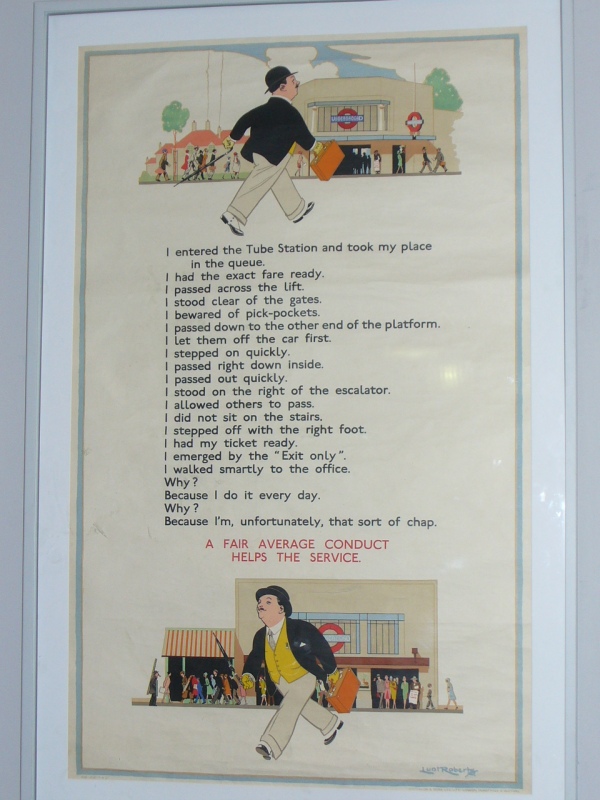 UNDERGROUND
I entered the Tube Station and took my place
in the queue.
I had the exact fare ready.
I passed across the lift.
I stood clear of the gates.
I bewared of pick-pockets.
I passed down to the other end of the platform.
I let them off the car first.
I stepped on quickly.
I passed right down inside.
I passed out quickly.
I stood on the right of the escalator.
I allowed others to pass.
I did not sit on the stairs.
I stepped off with the right foot.
I had my ticket ready.
I emerged by the "Exit only".
I walked smartly to the office.
Why?
Because I do it every day.
Why?
Because I'm, unfortunately, that sort of chap.
A FAIR AVERAGE CONDUCT
HELPS THE SERVICE.